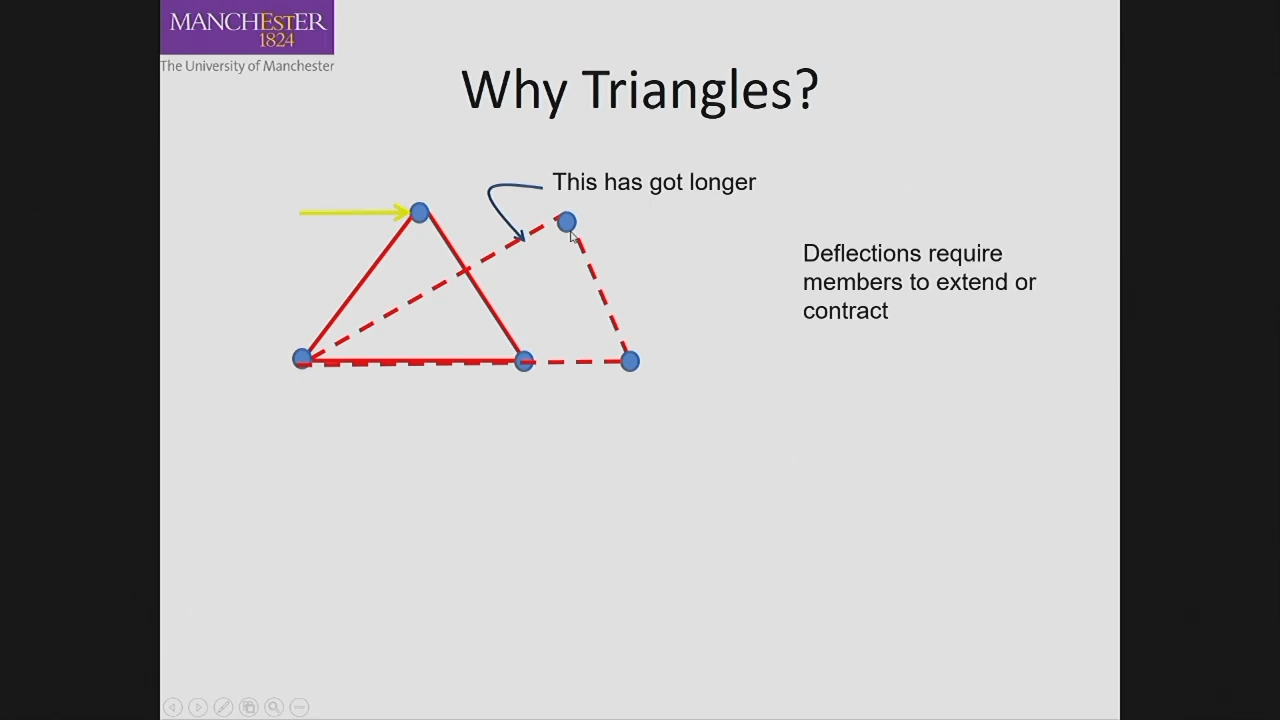 MANCHESTER
1824
The University of Manchester
Why Triangles?
This has got longer
Deflections require
members to extend or
contract